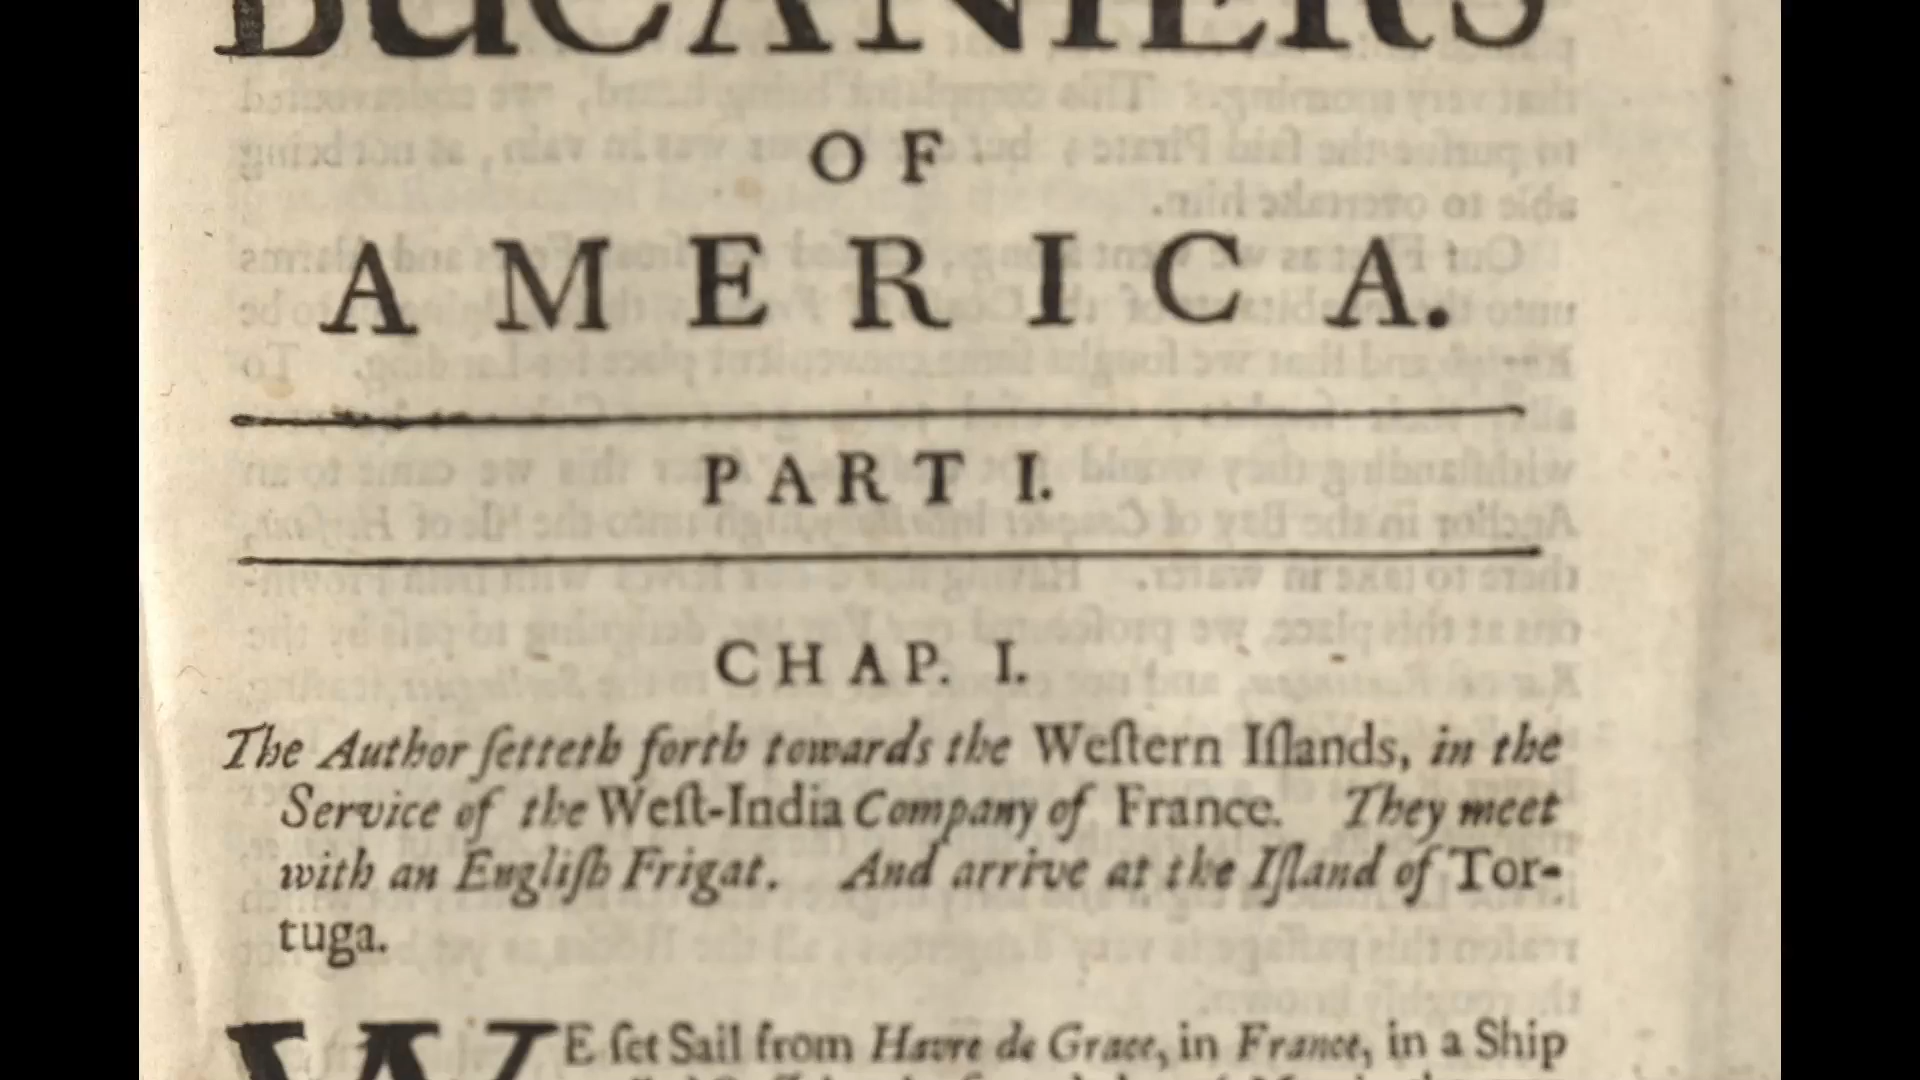 BUCANIERS
OF
AMERICA.
PART I.
CHAP. I.
The Author ſetteth forth towards the Weſtern Iſlands, in the
Service of the Weſt-India Company of France. They meet
with an Engliſh Frigat. And arrive at the Iſland of Tor-
tuga.
WE ſet Sail from Havre de Grace, in France, in a Ship